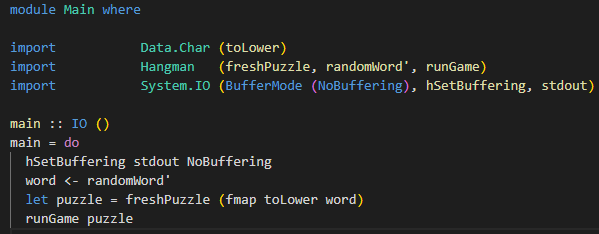 module Main where
import           Data.Char (toLower)
import           Hangman   (freshPuzzle, randomWord', runGame)
import           System.IO (BufferMode (NoBuffering), hSetBuffering, stdout)
main :: IO ()
main = do
  hSetBuffering stdout NoBuffering
  word <- randomWord'
  let puzzle = freshPuzzle (fmap toLower word)
  runGame puzzle